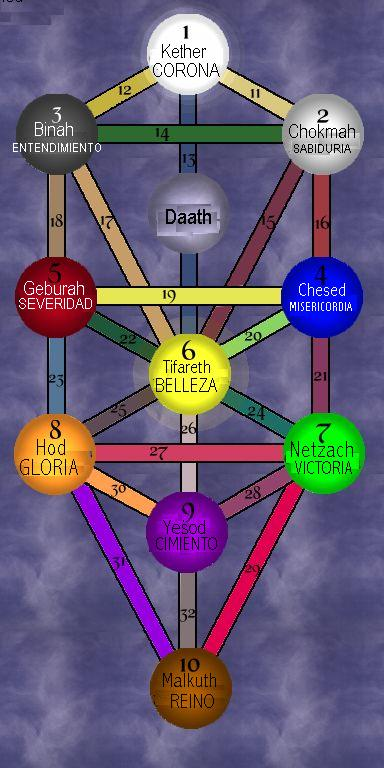 1
Kether
CORONA
12
11
3
Binah
ENTENDIMIENTO
2
Chokmah
SABIDURIA
14
13
Daath
18
17
15
16
5
Geburah
SEVERIDAD
4
Chesed
MISERICORDIA
19
22
20
6
Tifareth
BELLEZA
23
21
25
24
26
8
Hod
GLORIA
7
Netzach
VICTORIA
27
30
28
9
Yesod
CIMIENTO
31
29
32
10
Malkuth
REINO